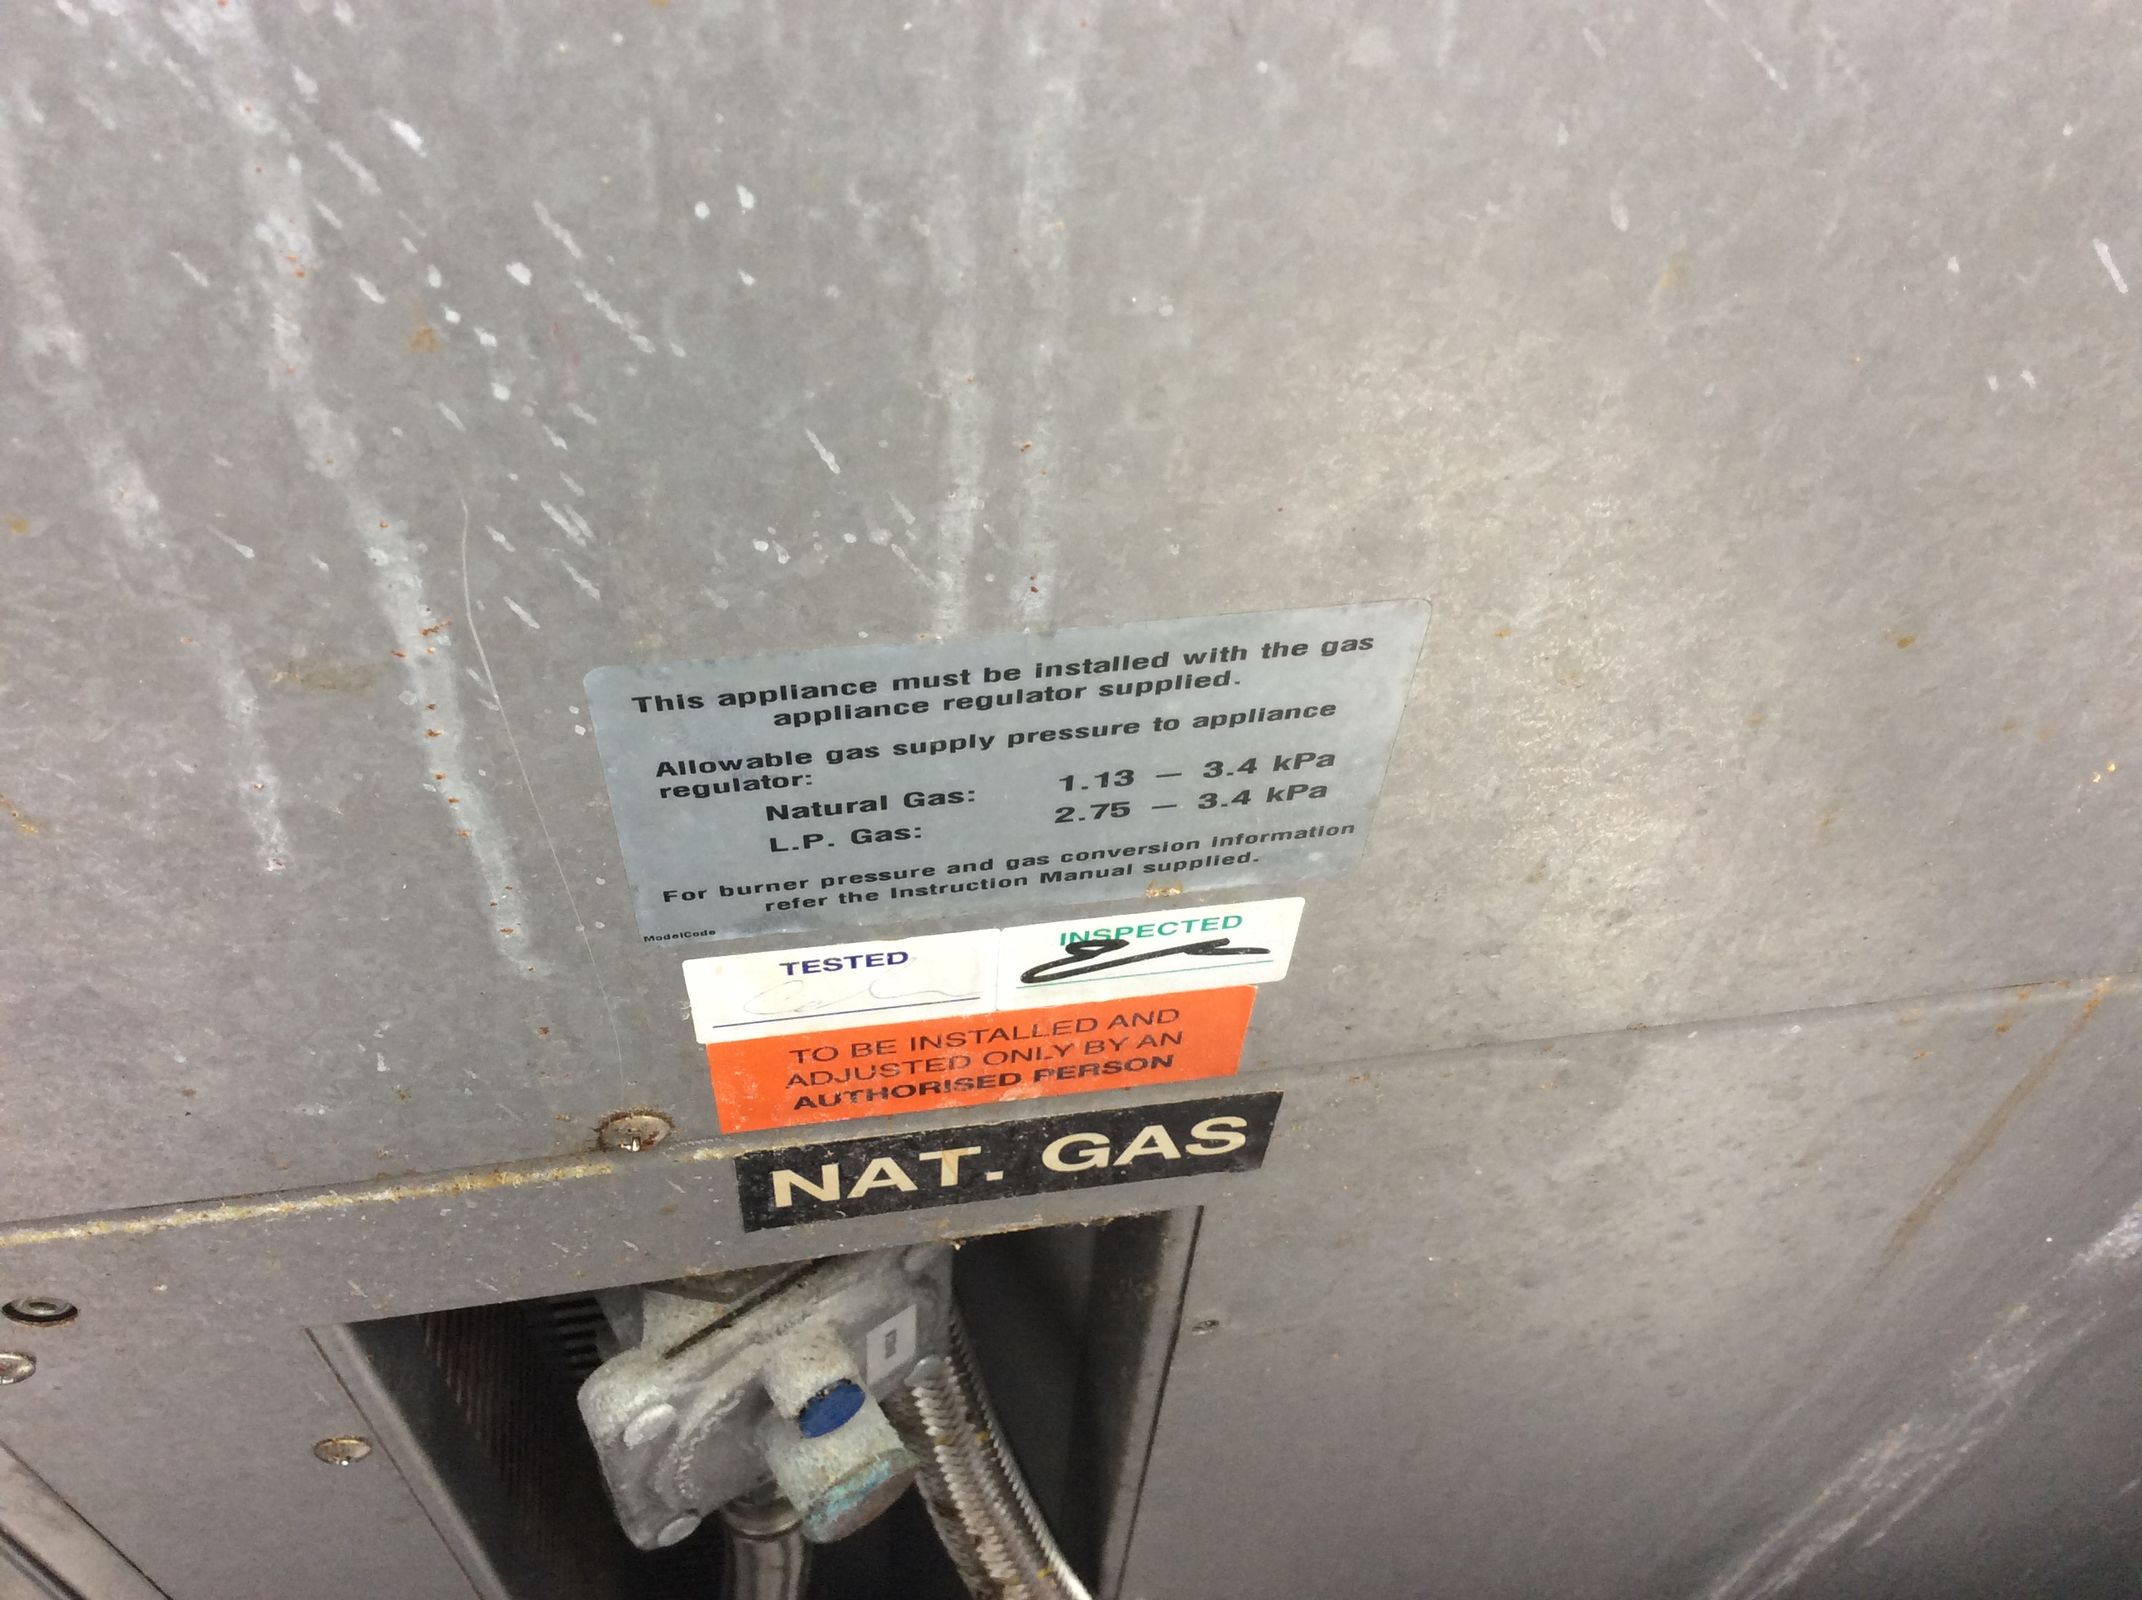 This appliance must be installed with the gas
appliance regulator supplied.
Allowable gas supply pressure to appliance
regulator:
Natural Gas: 1.13 – 3.4 kPa
L.P. Gas: 2.75 – 3.4 kPa
For burner pressure and gas conversion information
refer the Instruction Manual supplied.
ModelCode
TESTED
INSPECTED
TO BE INSTALLED AND
ADJUSTED ONLY BY AN
AUTHORISED PERSON
NAT. GAS